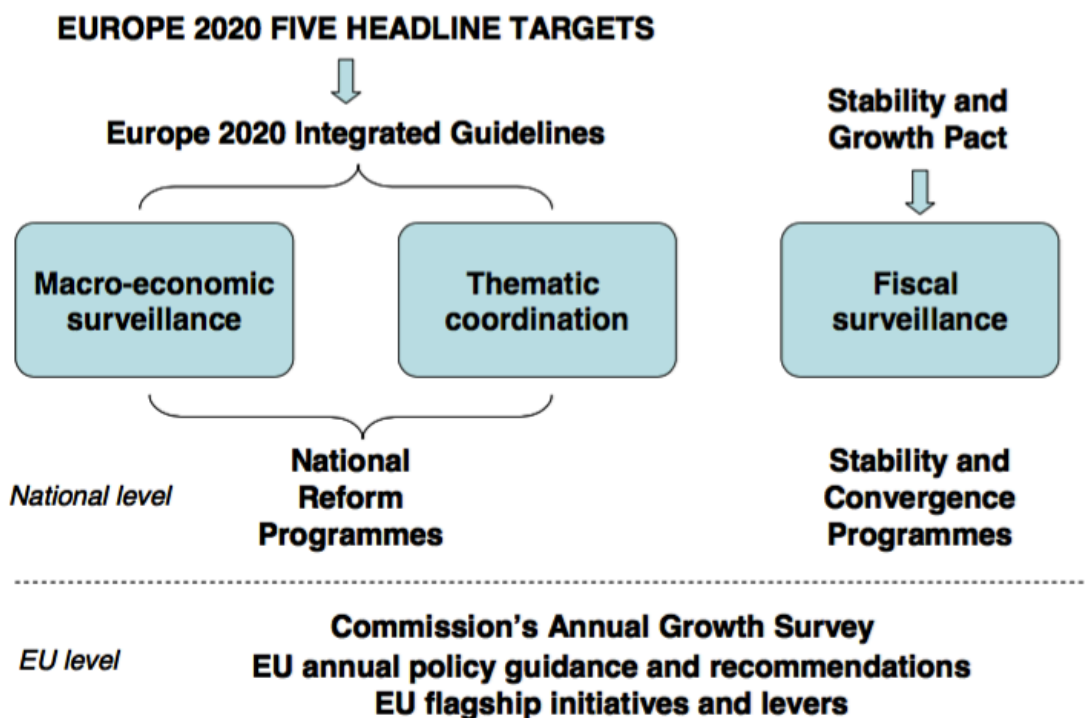 EUROPE 2020 FIVE HEADLINE TARGETS
Europe 2020 Integrated Guidelines
Stability and
Growth Pact
Macro-economic
surveillance
Thematic
coordination
Fiscal
surveillance
National level
National
Reform
Programmes
Stability and
Convergence
Programmes
EU level
Commission's Annual Growth Survey
EU annual policy guidance and recommendations
EU flagship initiatives and levers